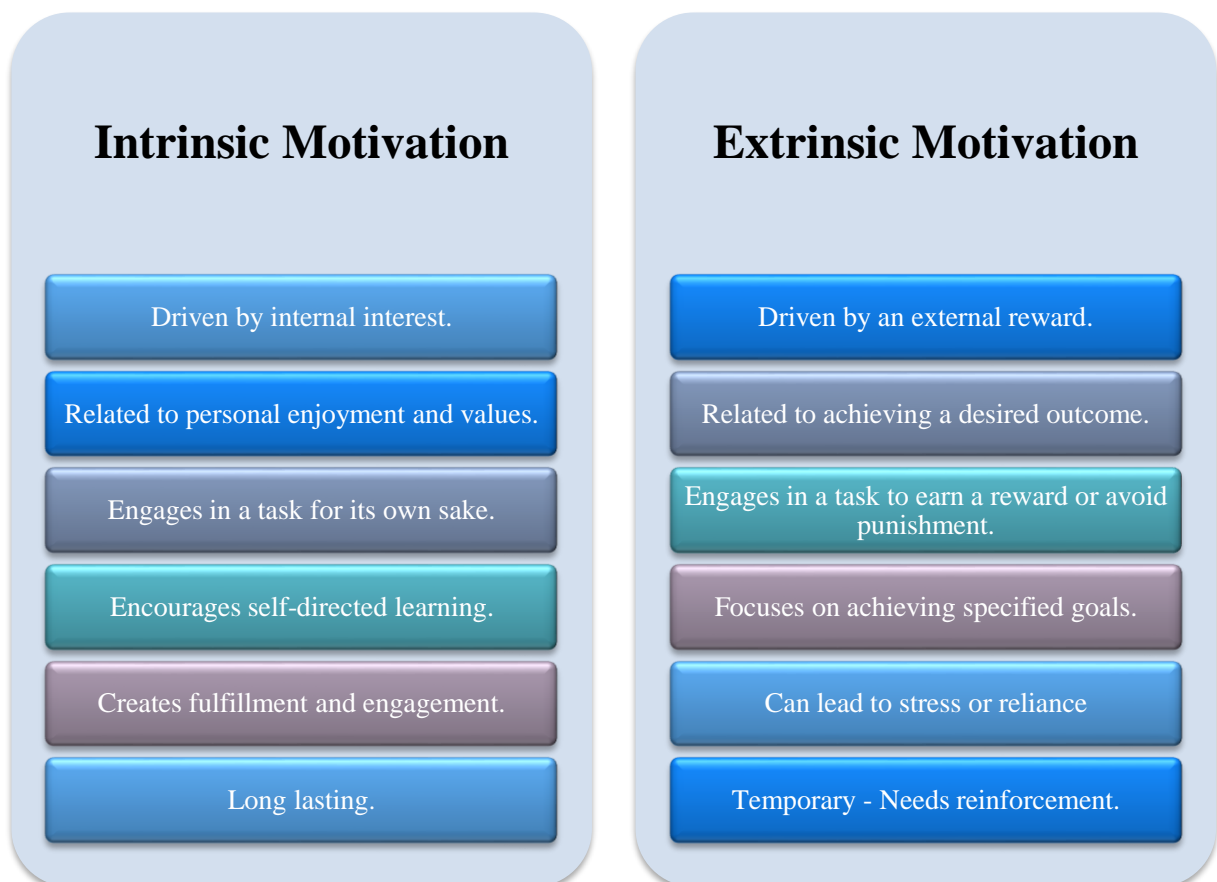 Intrinsic Motivation
Driven by internal interest.
Related to personal enjoyment and values.
Engages in a task for its own sake.
Encourages self-directed learning.
Creates fulfillment and engagement.
Long lasting.
Extrinsic Motivation
Driven by an external reward.
Related to achieving a desired outcome.
Engages in a task to earn a reward or avoid
punishment.
Focuses on achieving specified goals.
Can lead to stress or reliance
Temporary - Needs reinforcement.